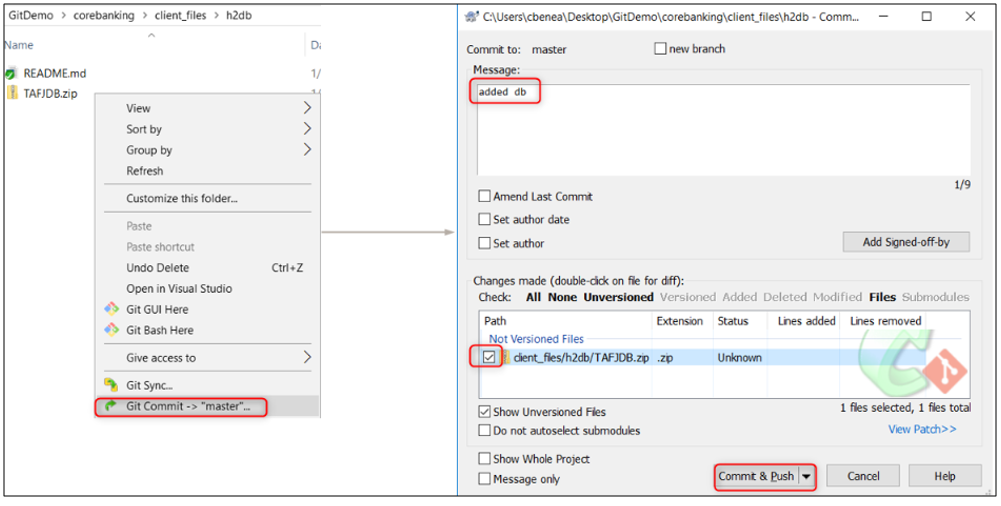 GitDemo > corebanking > client_files > h2db
Name
README.md 1/
TAFJDB.zip
View
Sort by
Group by
Refresh
Customize this folder...
Paste
Paste shortcut
Undo Delete Ctrl+Z
Open in Visual Studio
Git GUI Here
Git Bash Here
Give access to
Git Sync...
Git Commit -> "master"...
C:\Users\cbenea\Desktop\GitDemo\corebanking\client_files\h2db - Comm...
Commit to: master new branch
Message:
added db
1/9
Amend Last Commit
Set author date
Set author
Add Signed-off-by
Changes made (double-click on file for diff):
Check: All None Unversioned Versioned Added Deleted Modified Files Submodules
Path Extension Status Lines added Lines removed
Not Versioned Files
client_files/h2db/TAFJDB.zip .zip Unknown
Show Unversioned Files
1 files selected, 1 files total
Do not autoselect submodules
View Patch>>
Show Whole Project
Message only
Commit & Push Cancel Help